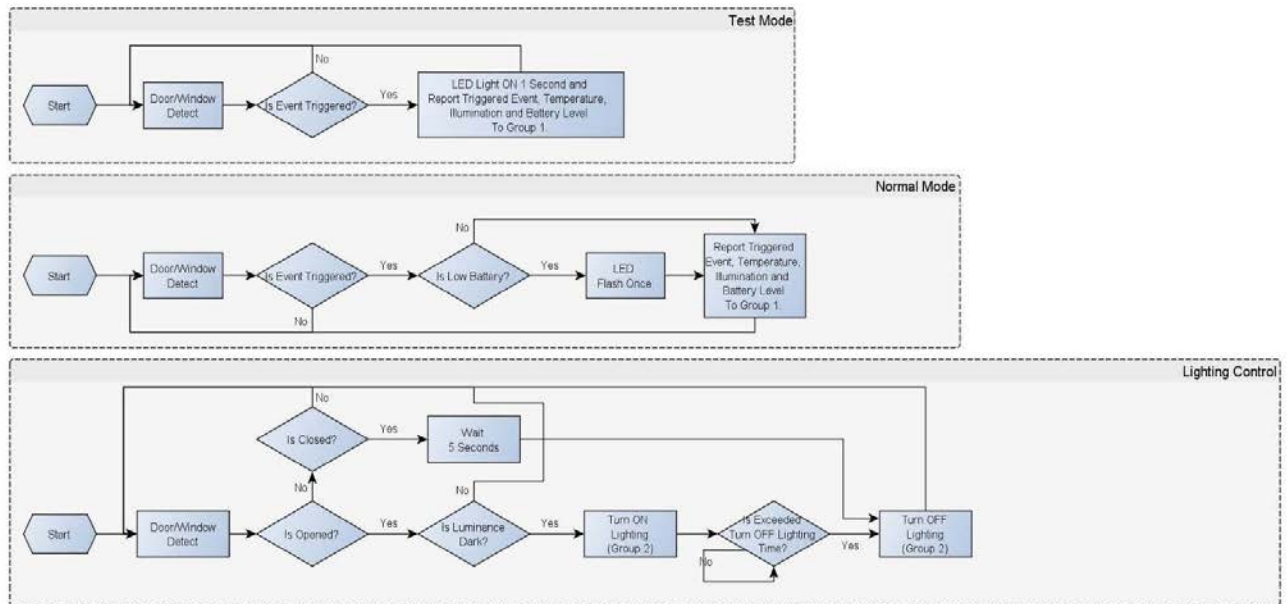 Test Mode
No
Start
Door/Window
Detect
Is Event Triggered?
Yes
LED Light ON 1 Second and
Report Triggered Event, Temperature,
Illumination and Battery Level
To Group 1.
Normal Mode
No
Start
Door/Window
Detect
Is Event Triggered?
Yes
Is Low Battery?
Yes
LED
Flash Once
Report Triggered
Event, Temperature,
Illumination and
Battery Level
To Group 1.
No
Lighting Control
No
Is Closed?
Yes
Wait
5 Seconds
No
No
Start
Door/Window
Detect
Is Opened?
Yes
Is Luminence
Dark?
Yes
Turn ON
Lighting
(Group 2)
Is Exceeded
Turn OFF Lighting
Time?
Yes
Turn OFF
Lighting
(Group 2)
No